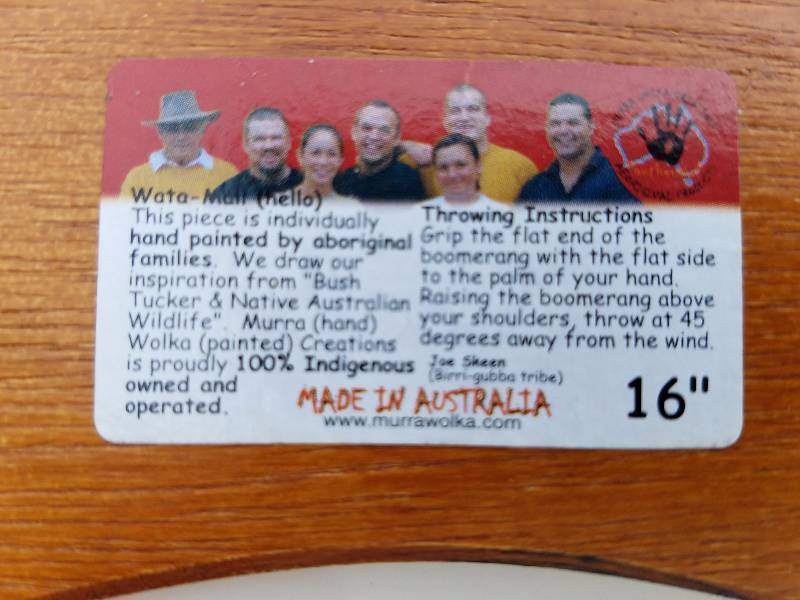 Wata-Mali (hello)
This piece is individually
hand painted by aboriginal
families. We draw our
inspiration from "Bush
Tucker & Native Australian
Wildlife". Murra (hand)
Wolka (painted) Creations
is proudly 100% Indigenous
owned and
operated.
Throwing Instructions
Grip the flat end of the
boomerang with the flat side
to the palm of your hand.
Raising the boomerang above
your shoulders, throw at 45
degrees away from the wind.
Joe Skeen
(Birri-gubba tribe)
MADE IN AUSTRALIA
www.murrawolka.com
16"